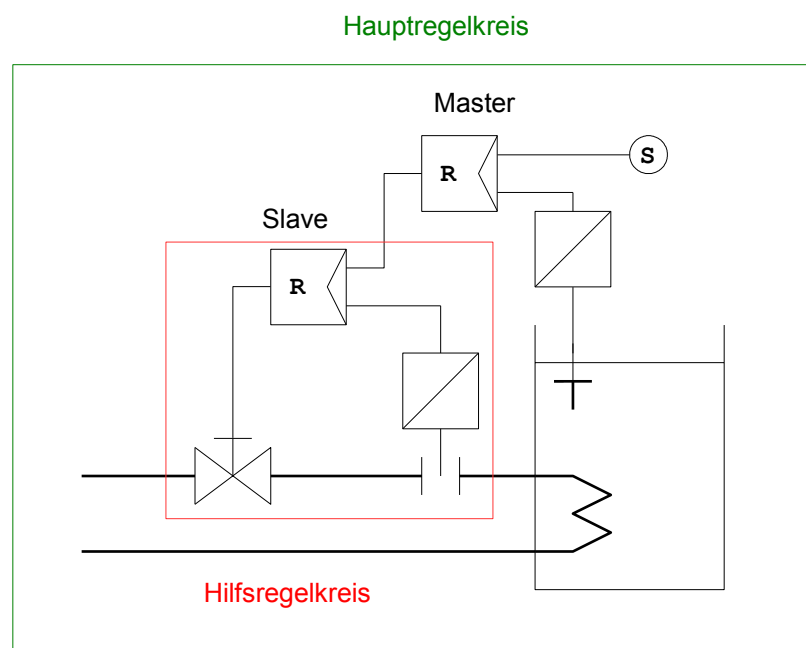 Hauptregelkreis
Master
S
R
Slave
R
Hilfsregelkreis